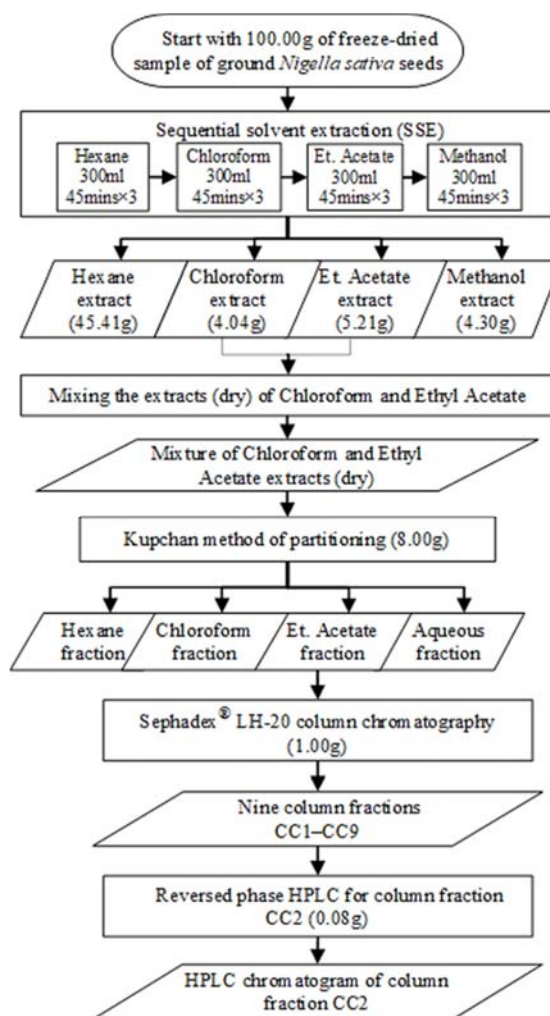 Start with 100.00g of freeze-dried
sample of ground Nigella sativa seeds
Sequential solvent extraction (SSE)
Hexane
300ml
45mins×3
Chloroform
300ml
45mins×3
Et. Acetate
300ml
45mins×3
Methanol
300ml
45mins×3
Hexane
extract
(45.41g)
Chloroform
extract
(4.04g)
Et. Acetate
extract
(5.21g)
Methanol
extract
(4.30g)
Mixing the extracts (dry) of Chloroform and Ethyl Acetate
Mixture of Chloroform and Ethyl
Acetate extracts (dry)
Kupchan method of partitioning (8.00g)
Hexane
fraction
Chloroform
fraction
Et. Acetate
fraction
Aqueous
fraction
Sephadex® LH-20 column chromatography
(1.00g)
Nine column fractions
CC1–CC9
Reversed phase HPLC for column fraction
CC2 (0.08g)
HPLC chromatogram of column
fraction CC2